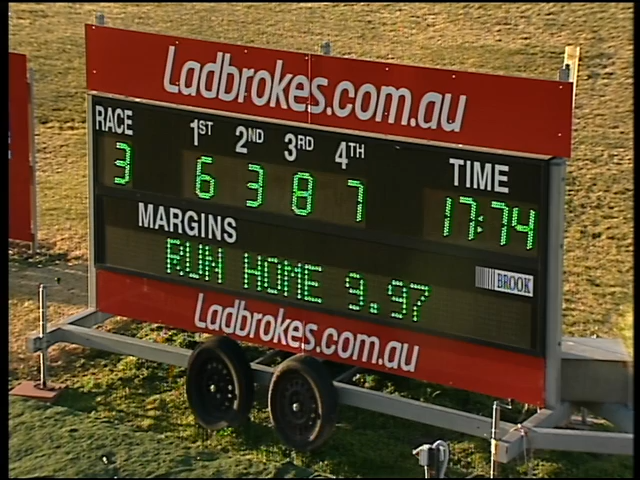 Ladbrokes.com.au
RACE 1ST 2ND 3RD 4TH TIME
3 6 3 8 7 17:74
MARGINS
RUN HOME 9.97
BROOK
Ladbrokes.com.au